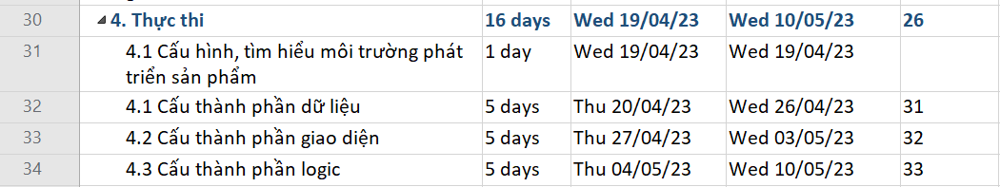 30 4. Thực thi 16 days Wed 19/04/23 Wed 10/05/23 26
31 4.1 Cấu hình, tìm hiểu môi trường phát 1 day Wed 19/04/23 Wed 19/04/23
triển sản phẩm
32 4.1 Cấu thành phần dữ liệu 5 days Thu 20/04/23 Wed 26/04/23 31
33 4.2 Cấu thành phần giao diện 5 days Thu 27/04/23 Wed 03/05/23 32
34 4.3 Cấu thành phần logic 5 days Thu 04/05/23 Wed 10/05/23 33